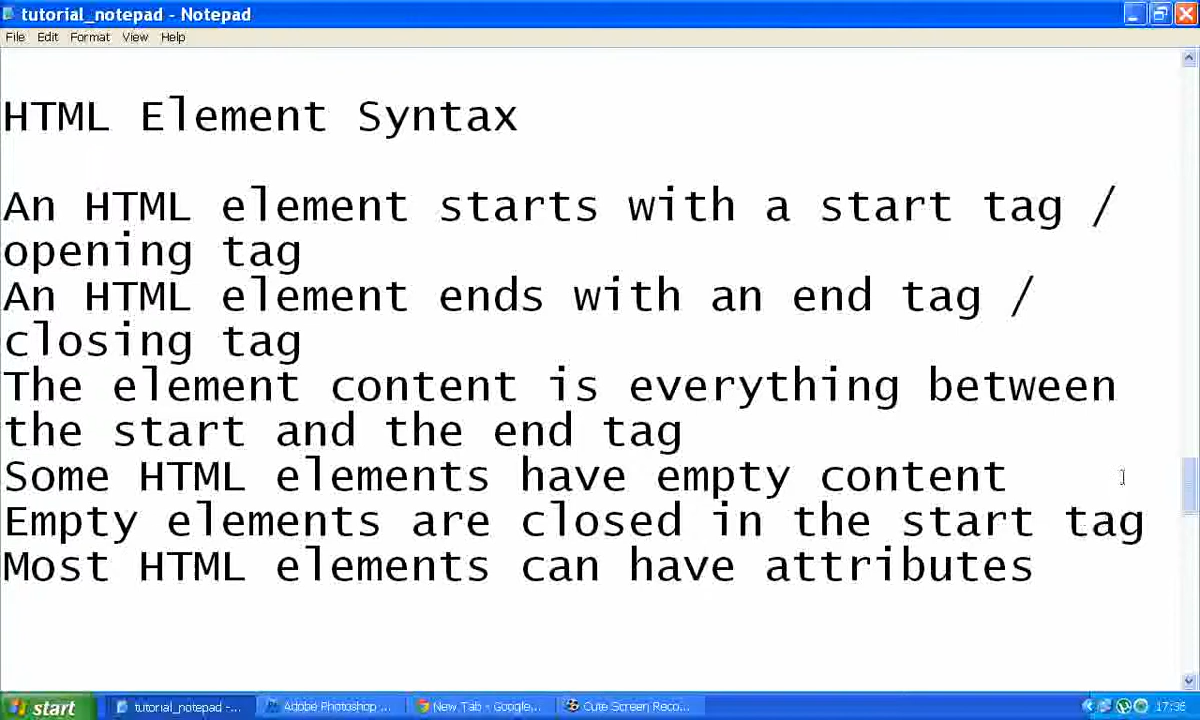 tutorial_notepad - Notepad
File Edit Format View Help
HTML Element Syntax
An HTML element starts with a start tag /
opening tag
An HTML element ends with an end tag /
closing tag
The element content is everything between
the start and the end tag
Some HTML elements have empty content
Empty elements are closed in the start tag
Most HTML elements can have attributes
start tutorial_notepad -... Adobe Photoshop ... New Tab - Google... Cute Screen Reco... 17:36